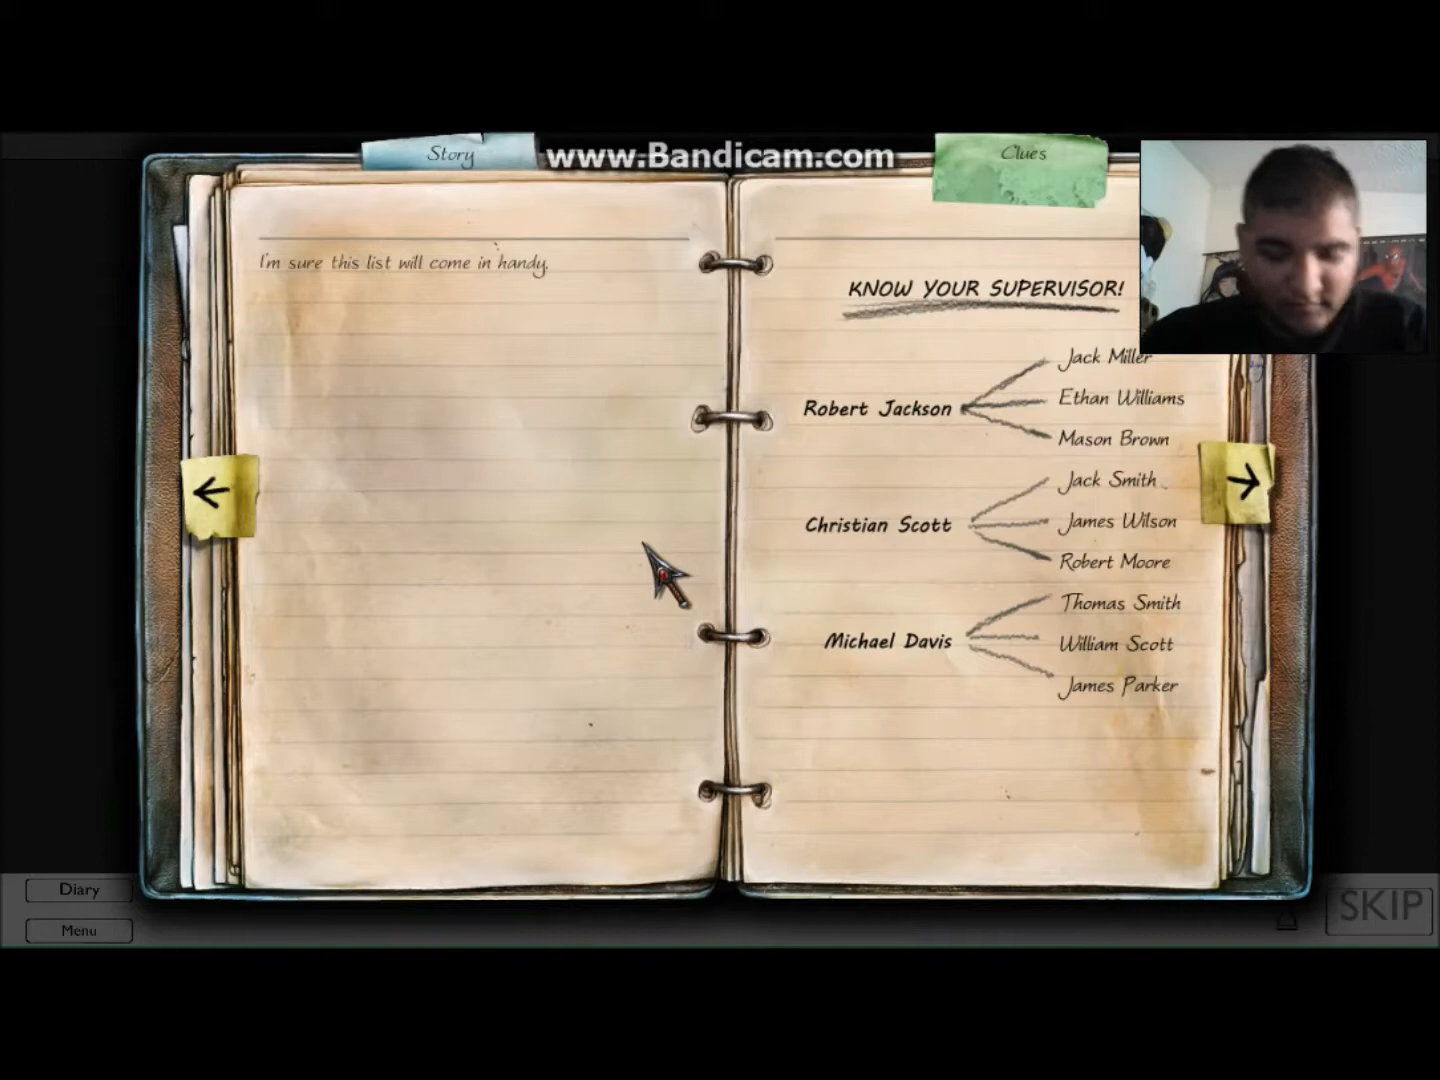 Story
www.Bandicam.com
Clues
I'm sure this list will come in handy.
KNOW YOUR SUPERVISOR!
Jack Miller
Robert Jackson
Ethan Williams
Mason Brown
Jack Smith
Christian Scott
James Wilson
Robert Moore
Thomas Smith
Michael Davis
William Scott
James Parker
Diary
Menu
SKIP